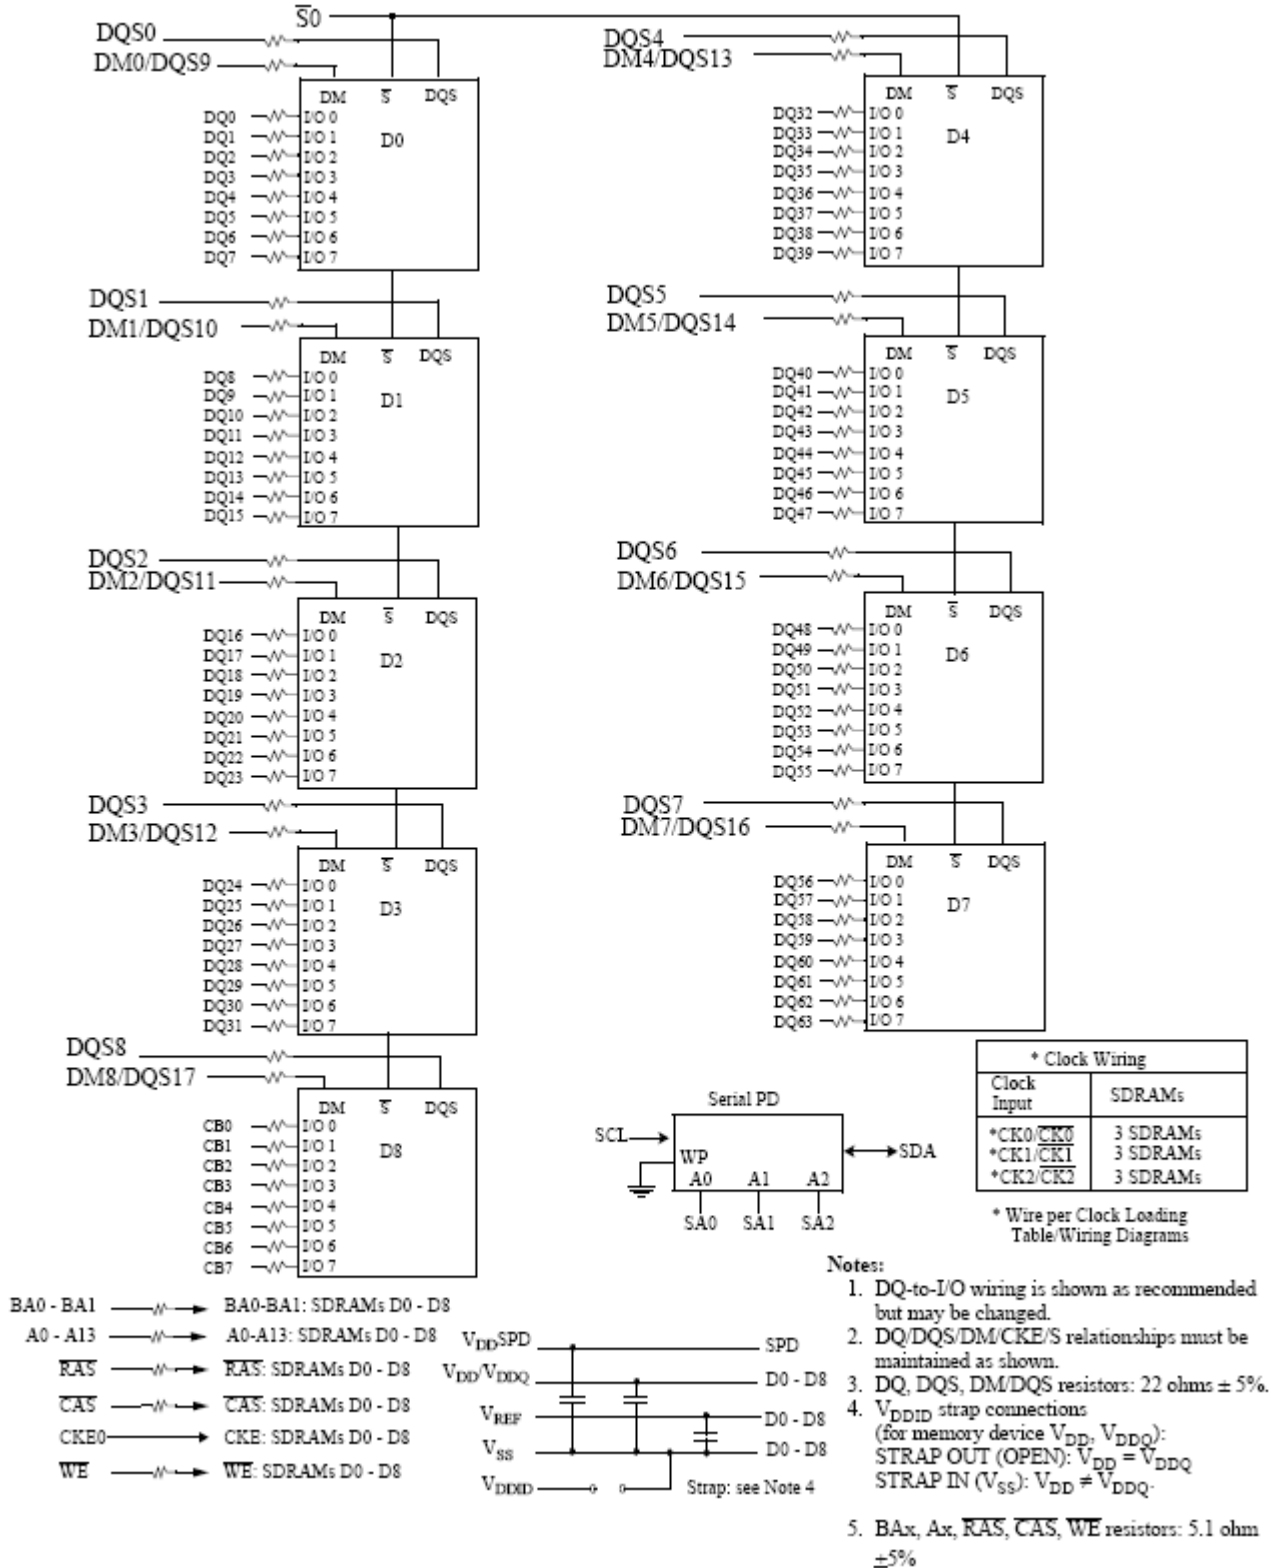 S̅0
DQS0
DM0/DQS9
DM S̅ DQS
D0
DQ0 I/O 0
DQ1 I/O 1
DQ2 I/O 2
DQ3 I/O 3
DQ4 I/O 4
DQ5 I/O 5
DQ6 I/O 6
DQ7 I/O 7
DQS1
DM1/DQS10
DM S̅ DQS
D1
DQ8 I/O 0
DQ9 I/O 1
DQ10 I/O 2
DQ11 I/O 3
DQ12 I/O 4
DQ13 I/O 5
DQ14 I/O 6
DQ15 I/O 7
DQS2
DM2/DQS11
DM S̅ DQS
D2
DQ16 I/O 0
DQ17 I/O 1
DQ18 I/O 2
DQ19 I/O 3
DQ20 I/O 4
DQ21 I/O 5
DQ22 I/O 6
DQ23 I/O 7
DQS3
DM3/DQS12
DM S̅ DQS
D3
DQ24 I/O 0
DQ25 I/O 1
DQ26 I/O 2
DQ27 I/O 3
DQ28 I/O 4
DQ29 I/O 5
DQ30 I/O 6
DQ31 I/O 7
DQS8
DM8/DQS17
DM S̅ DQS
D8
CB0 I/O 0
CB1 I/O 1
CB2 I/O 2
CB3 I/O 3
CB4 I/O 4
CB5 I/O 5
CB6 I/O 6
CB7 I/O 7
DQS4
DM4/DQS13
DM S̅ DQS
D4
DQ32 I/O 0
DQ33 I/O 1
DQ34 I/O 2
DQ35 I/O 3
DQ36 I/O 4
DQ37 I/O 5
DQ38 I/O 6
DQ39 I/O 7
DQS5
DM5/DQS14
DM S̅ DQS
D5
DQ40 I/O 0
DQ41 I/O 1
DQ42 I/O 2
DQ43 I/O 3
DQ44 I/O 4
DQ45 I/O 5
DQ46 I/O 6
DQ47 I/O 7
DQS6
DM6/DQS15
DM S̅ DQS
D6
DQ48 I/O 0
DQ49 I/O 1
DQ50 I/O 2
DQ51 I/O 3
DQ52 I/O 4
DQ53 I/O 5
DQ54 I/O 6
DQ55 I/O 7
DQS7
DM7/DQS16
DM S̅ DQS
D7
DQ56 I/O 0
DQ57 I/O 1
DQ58 I/O 2
DQ59 I/O 3
DQ60 I/O 4
DQ61 I/O 5
DQ62 I/O 6
DQ63 I/O 7
Serial PD
SCL
WP
SDA
A0 A1 A2
SA0 SA1 SA2
* Clock Wiring
Clock
Input SDRAMs
*CK0/C̅K̅0̅ 3 SDRAMs
*CK1/C̅K̅1̅ 3 SDRAMs
*CK2/C̅K̅2̅ 3 SDRAMs
* Wire per Clock Loading
Table/Wiring Diagrams
BA0 - BA1 BA0-BA1: SDRAMs D0 - D8
A0 - A13 A0-A13: SDRAMs D0 - D8
R̅A̅S̅ R̅A̅S̅: SDRAMs D0 - D8
C̅A̅S̅ C̅A̅S̅: SDRAMs D0 - D8
CKE0 CKE: SDRAMs D0 - D8
W̅E̅ W̅E̅: SDRAMs D0 - D8
VDDSPD SPD
VDD/VDDQ D0 - D8
VREF D0 - D8
VSS D0 - D8
VDDID Strap: see Note 4
Notes:
1. DQ-to-I/O wiring is shown as recommended
but may be changed.
2. DQ/DQS/DM/CKE/S relationships must be
maintained as shown.
3. DQ, DQS, DM/DQS resistors: 22 ohms ± 5%.
4. VDDID strap connections
(for memory device VDD, VDDQ):
STRAP OUT (OPEN): VDD = VDDQ
STRAP IN (VSS): VDD ≠ VDDQ.
5. BAx, Ax, R̅A̅S̅, C̅A̅S̅, W̅E̅ resistors: 5.1 ohm
±5%